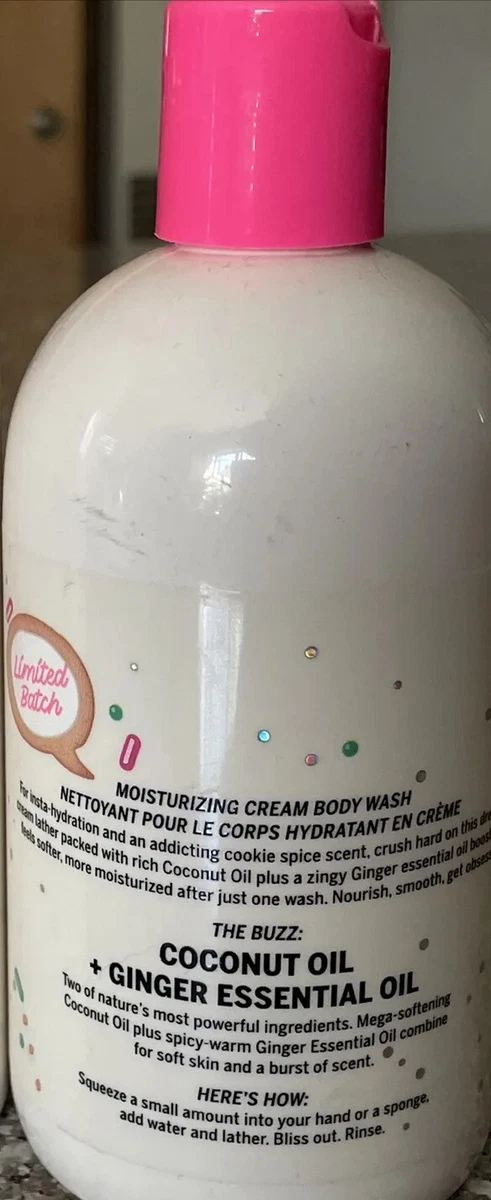 Limited
Batch
MOISTURIZING CREAM BODY WASH
NETTOYANT POUR LE CORPS HYDRATANT EN CRÈME
For insta-hydration and an addicting cookie spice scent, crush hard on this
cream lather packed with rich Coconut Oil plus a zingy Ginger essential oil
feels softer, more moisturized after just one wash. Nourish, smooth, get
THE BUZZ:
COCONUT OIL
+ GINGER ESSENTIAL OIL
Two of nature's most powerful ingredients. Mega-softening
Coconut Oil plus spicy-warm Ginger Essential Oil combine
for soft skin and a burst of scent.
HERE'S HOW:
Squeeze a small amount into your hand or a sponge,
add water and lather. Bliss out. Rinse.